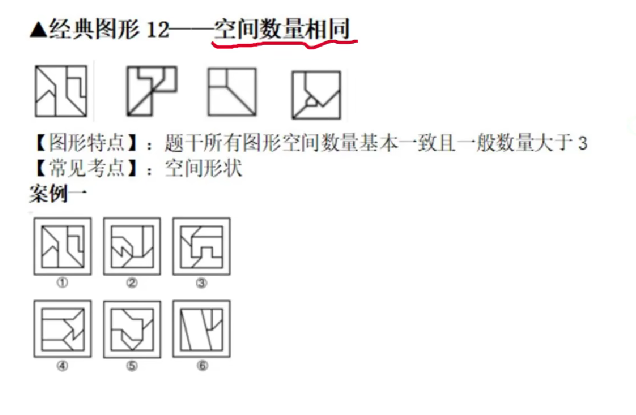 ▲经典图形 12——空间数量相同
【图形特点】：题干所有图形空间数量基本一致且一般数量大于 3
【常见考点】：空间形状
案例一
① ② ③
④ ⑤ ⑥